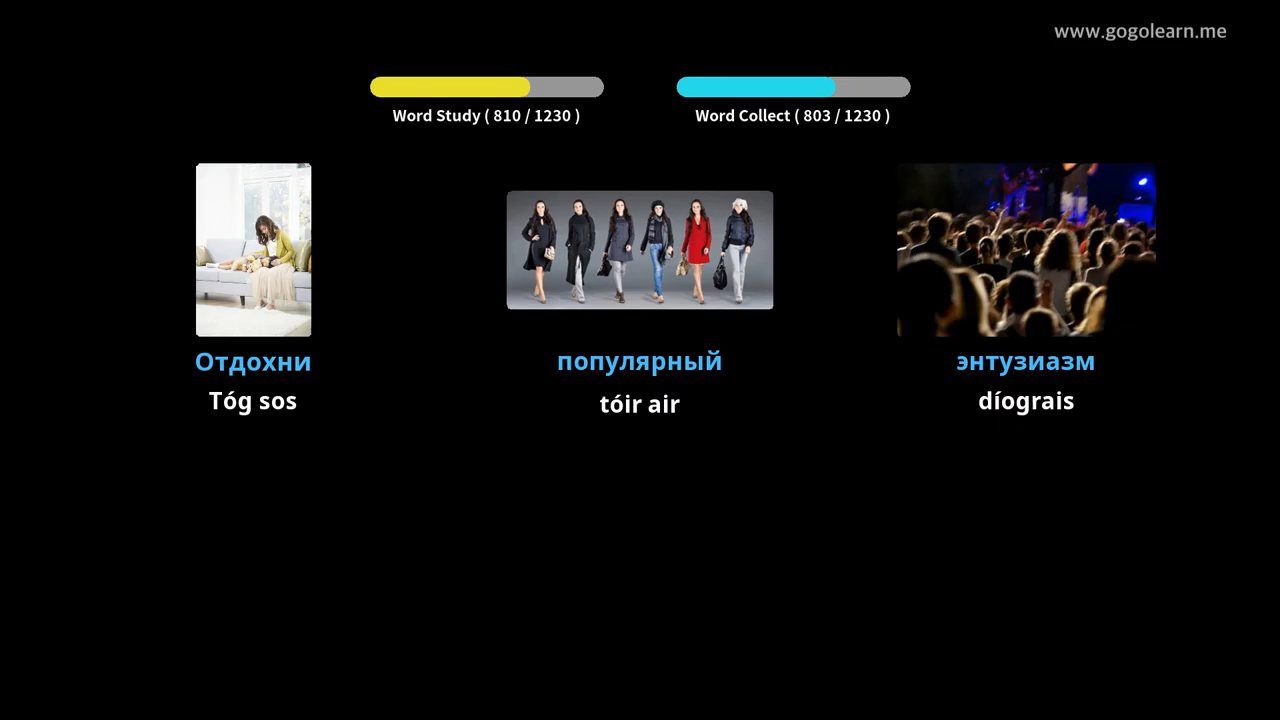 www.gogolearn.me
Word Study ( 810 / 1230 )
Word Collect ( 803 / 1230 )
Отдохни
Tóg sos
популярный
tóir air
энтузиазм
díograis